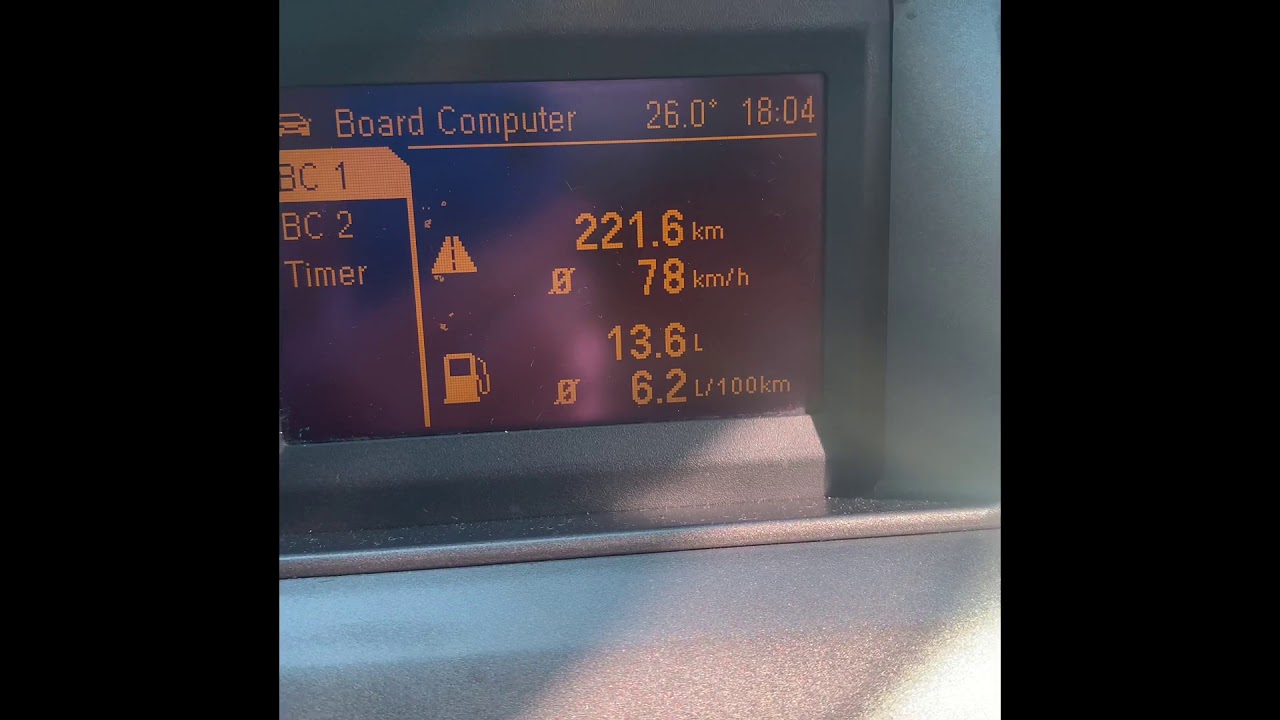 Board Computer 26.0° 18:04
BC 1
BC 2
Timer
221.6 km
Ø 78 km/h
13.6 L
Ø 6.2 L/100km